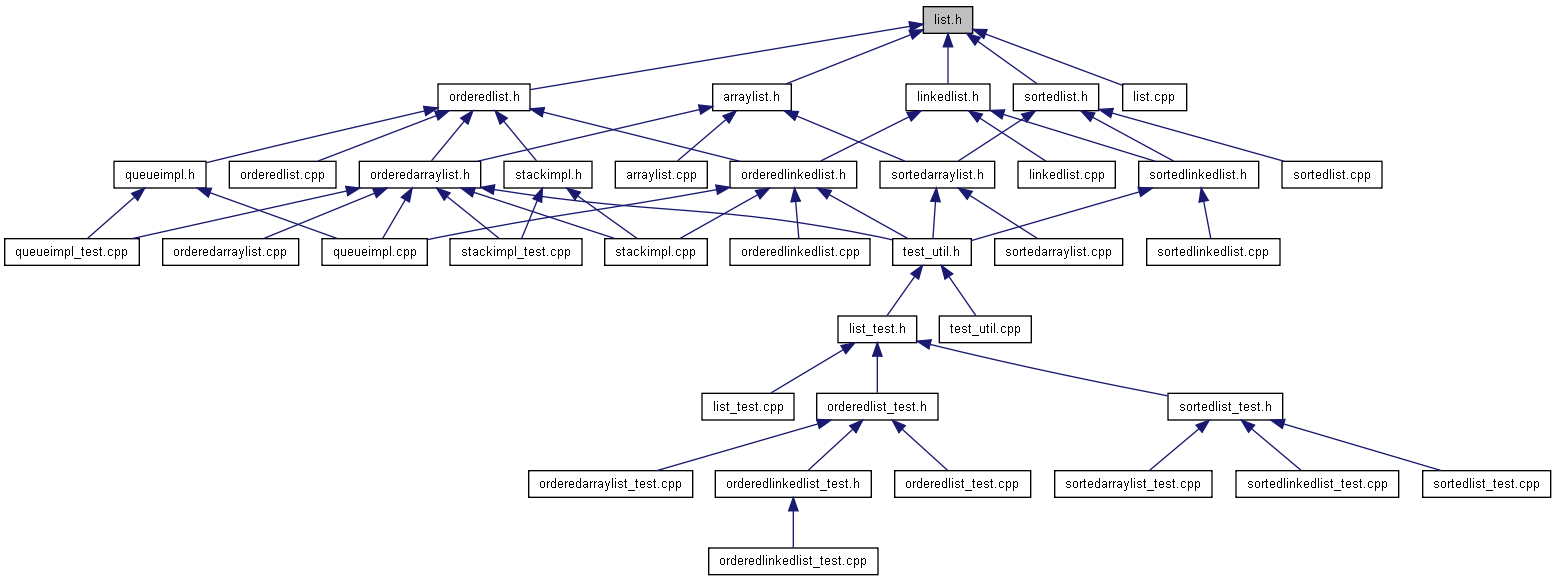 list.h
orderedlist.h
arraylist.h
linkedlist.h
sortedlist.h
list.cpp
queueimpl.h
orderedlist.cpp
orderedarraylist.h
stackimpl.h
arraylist.cpp
orderedlinkedlist.h
sortedarraylist.h
linkedlist.cpp
sortedlinkedlist.h
sortedlist.cpp
queueimpl_test.cpp
orderedarraylist.cpp
queueimpl.cpp
stackimpl_test.cpp
stackimpl.cpp
orderedlinkedlist.cpp
test_util.h
sortedarraylist.cpp
sortedlinkedlist.cpp
list_test.h
test_util.cpp
list_test.cpp
orderedlist_test.h
sortedlist_test.h
orderedarraylist_test.cpp
orderedlinkedlist_test.h
orderedlist_test.cpp
sortedarraylist_test.cpp
sortedlinkedlist_test.cpp
sortedlist_test.cpp
orderedlinkedlist_test.cpp